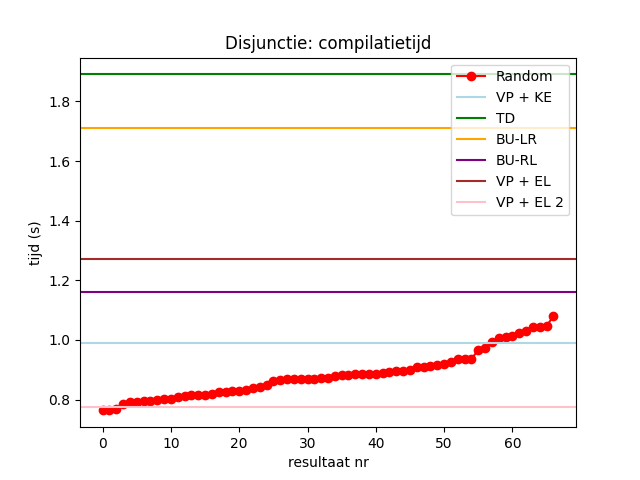 Disjunctie: compilatietijd
Random
VP + KE
TD
BU-LR
BU-RL
VP + EL
VP + EL 2
tijd (s)
1.8
1.6
1.4
1.2
1.0
0.8
0 10 20 30 40 50 60
resultaat nr